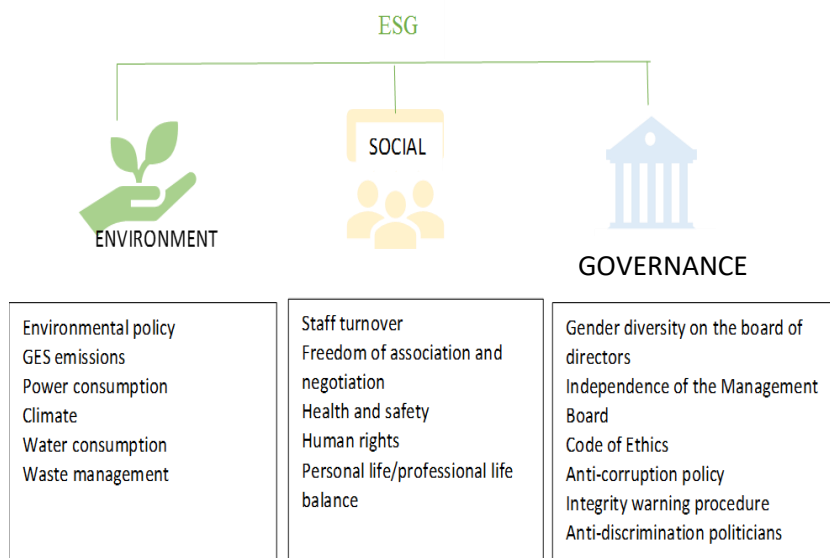 ESG
ENVIRONMENT
SOCIAL
GOVERNANCE
Environmental policy
GES emissions
Power consumption
Climate
Water consumption
Waste management
Staff turnover
Freedom of association and
negotiation
Health and safety
Human rights
Personal life/professional life
balance
Gender diversity on the board of
directors
Independence of the Management
Board
Code of Ethics
Anti-corruption policy
Integrity warning procedure
Anti-discrimination politicians